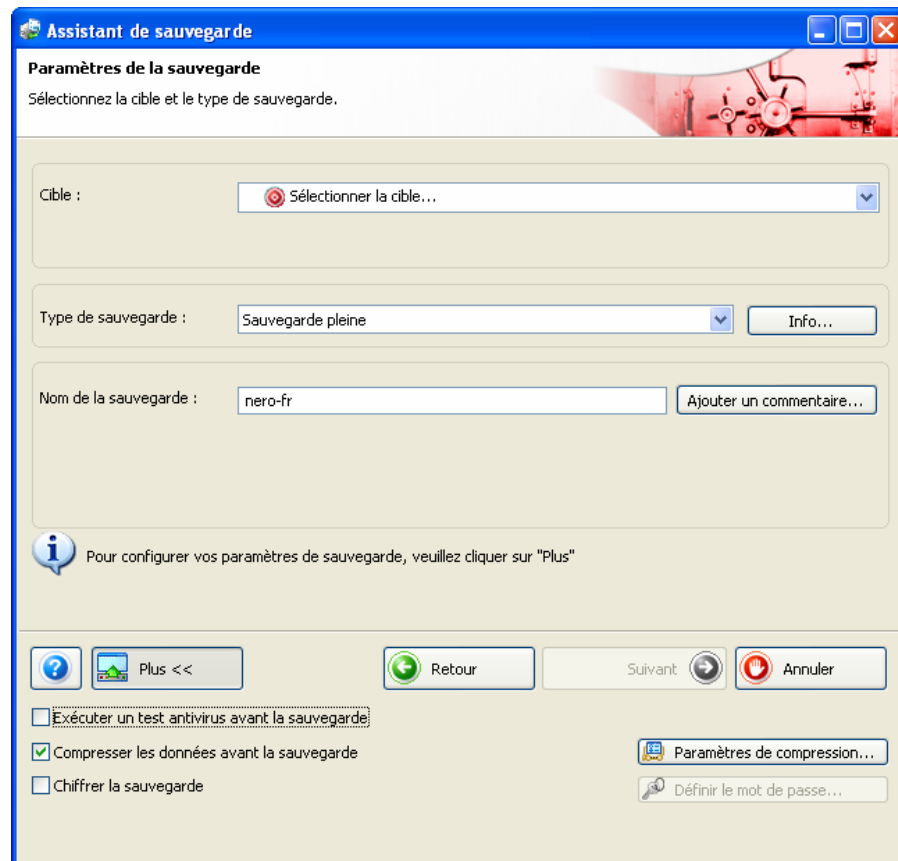 Assistant de sauvegarde
Paramètres de la sauvegarde
Sélectionnez la cible et le type de sauvegarde.
Cible :
Sélectionner la cible...
Type de sauvegarde :
Sauvegarde pleine
Info...
Nom de la sauvegarde :
nero-fr
Ajouter un commentaire...
Pour configurer vos paramètres de sauvegarde, veuillez cliquer sur "Plus"
Plus <<
Retour
Suivant
Annuler
Exécuter un test antivirus avant la sauvegarde
Compresser les données avant la sauvegarde
Paramètres de compression...
Chiffrer la sauvegarde
Définir le mot de passe...